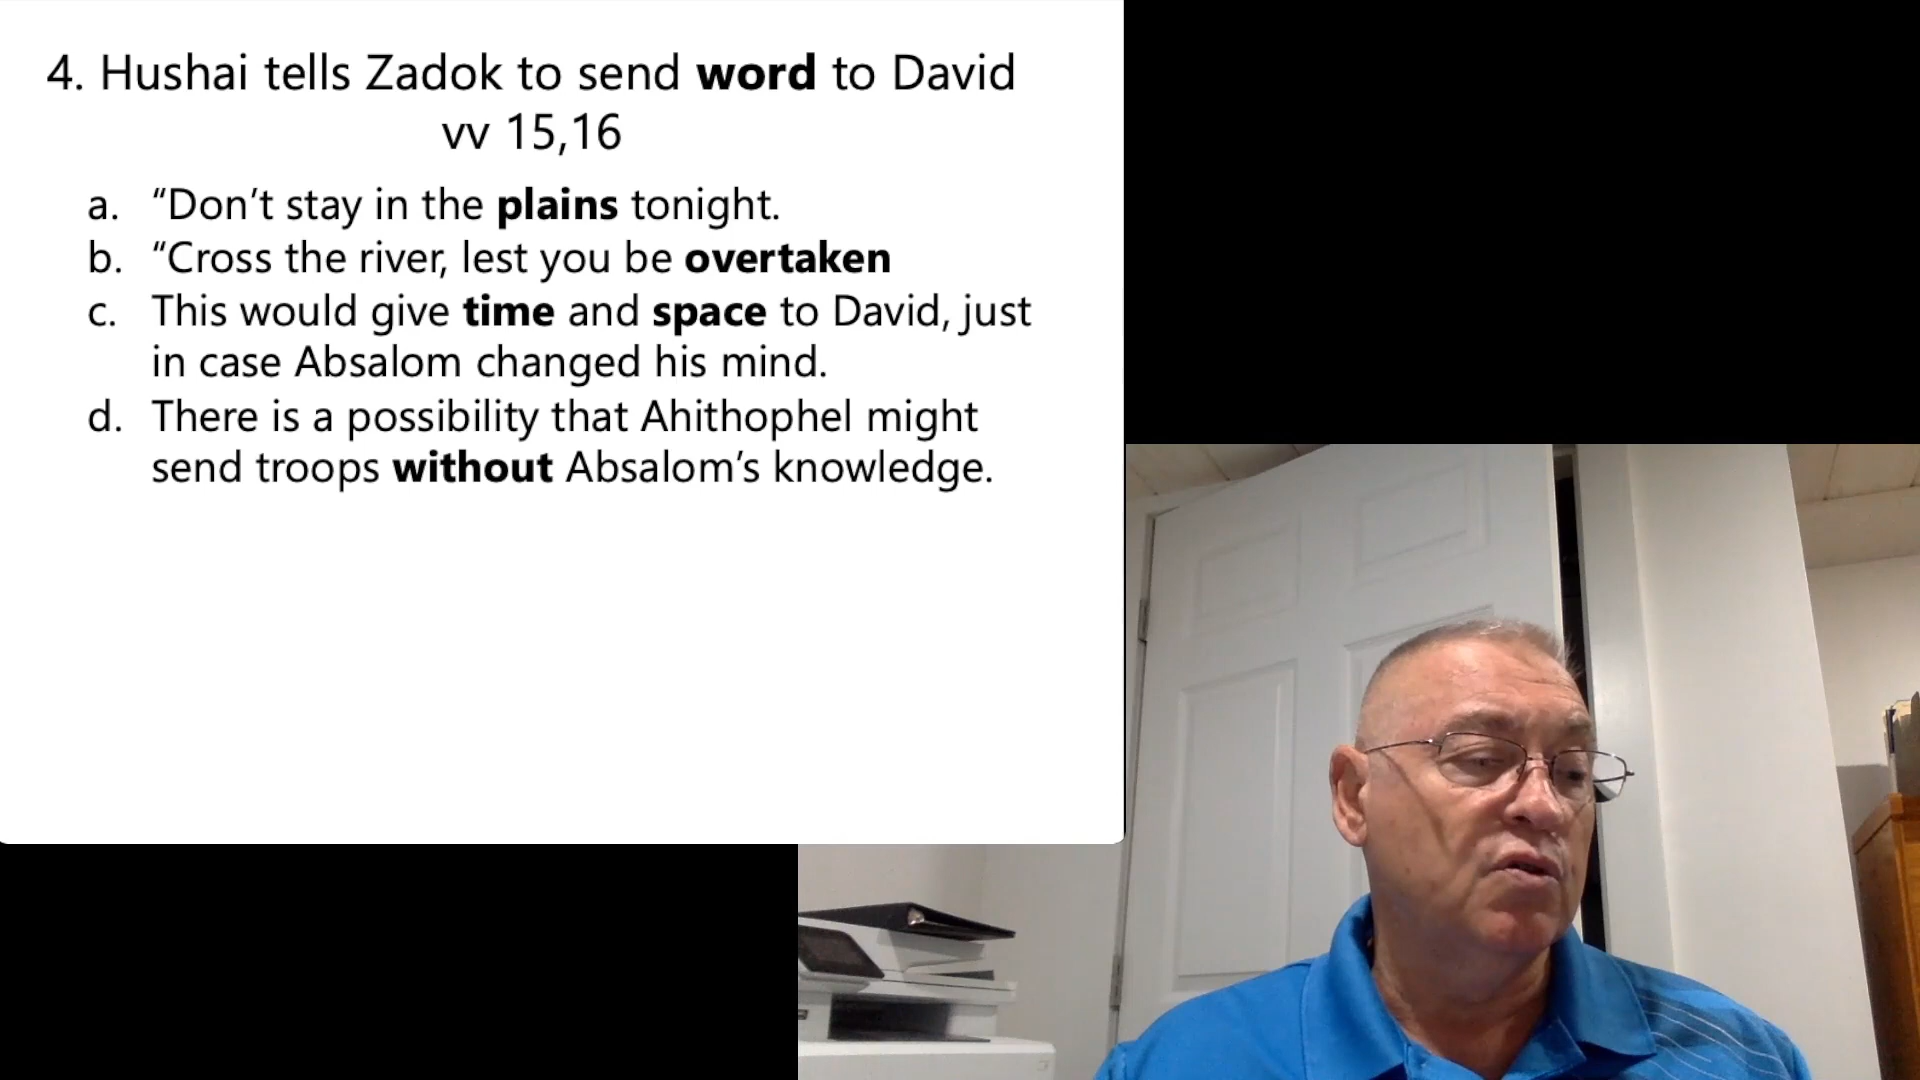 4. Hushai tells Zadok to send word to David
vv 15,16
a. “Don’t stay in the plains tonight.
b. “Cross the river, lest you be overtaken
c. This would give time and space to David, just
in case Absalom changed his mind.
d. There is a possibility that Ahithophel might
send troops without Absalom’s knowledge.